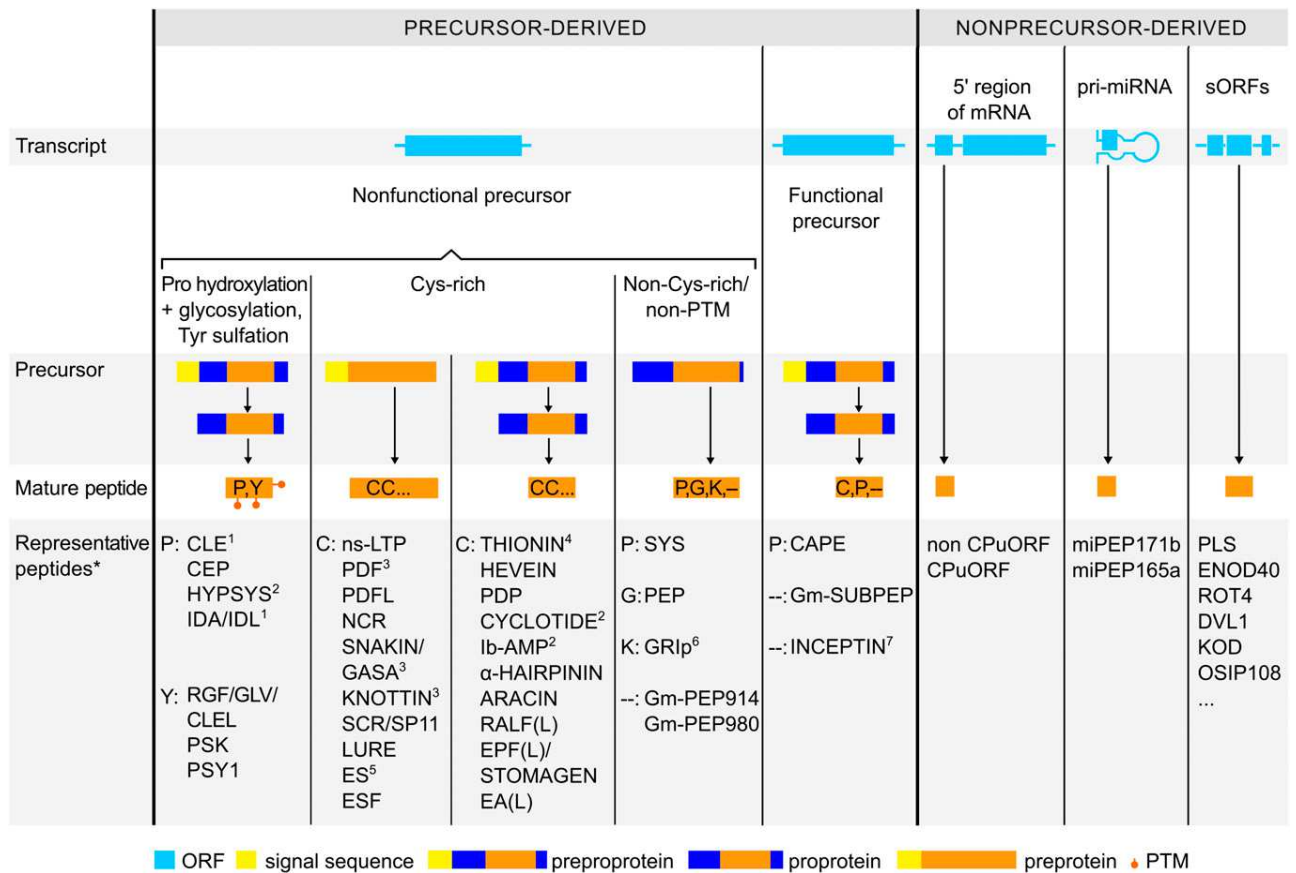 PRECURSOR-DERIVED
NONPRECURSOR-DERIVED
5' region
of mRNA
pri-miRNA
sORFs
Transcript
Nonfunctional precursor
Functional
precursor
Pro hydroxylation
+ glycosylation,
Tyr sulfation
Cys-rich
Non-Cys-rich/
non-PTM
Precursor
Mature peptide
P,Y
CC...
CC...
P,G,K,–
C,P,--
Representative
peptides*
P: CLE¹
CEP
HYPSYS²
IDA/IDL¹
Y: RGF/GLV/
CLEL
PSK
PSY1
C: ns-LTP
PDF³
PDFL
NCR
SNAKIN/
GASA³
KNOTTIN³
SCR/SP11
LURE
ES⁵
ESF
C: THIONIN⁴
HEVEIN
PDP
CYCLOTIDE²
Ib-AMP²
α-HAIRPININ
ARACIN
RALF(L)
EPF(L)/
STOMAGEN
EA(L)
P: SYS
G: PEP
K: GRIp⁶
--: Gm-PEP914
Gm-PEP980
P: CAPE
--: Gm-SUBPEP
--: INCEPTIN⁷
non CPuORF
CPuORF
miPEP171b
miPEP165a
PLS
ENOD40
ROT4
DVL1
KOD
OSIP108
...
ORF
signal sequence
preproprotein
proprotein
preprotein
PTM